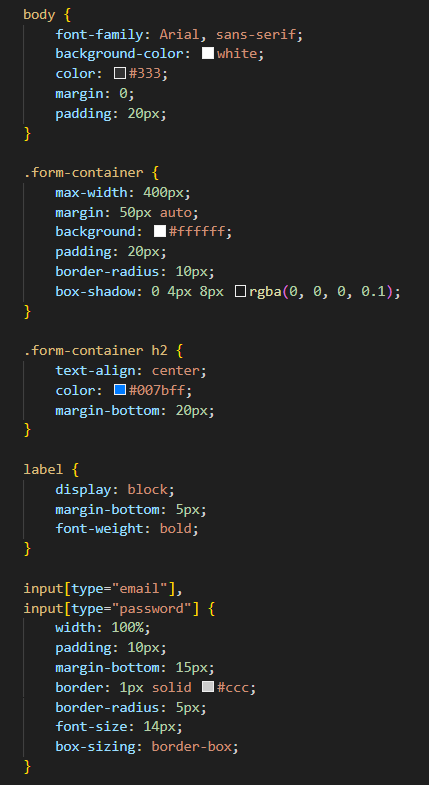 body {
    font-family: Arial, sans-serif;
    background-color: white;
    color: #333;
    margin: 0;
    padding: 20px;
}

.form-container {
    max-width: 400px;
    margin: 50px auto;
    background: #ffffff;
    padding: 20px;
    border-radius: 10px;
    box-shadow: 0 4px 8px rgba(0, 0, 0, 0.1);
}

.form-container h2 {
    text-align: center;
    color: #007bff;
    margin-bottom: 20px;
}

label {
    display: block;
    margin-bottom: 5px;
    font-weight: bold;
}

input[type="email"],
input[type="password"] {
    width: 100%;
    padding: 10px;
    margin-bottom: 15px;
    border: 1px solid #ccc;
    border-radius: 5px;
    font-size: 14px;
    box-sizing: border-box;
}